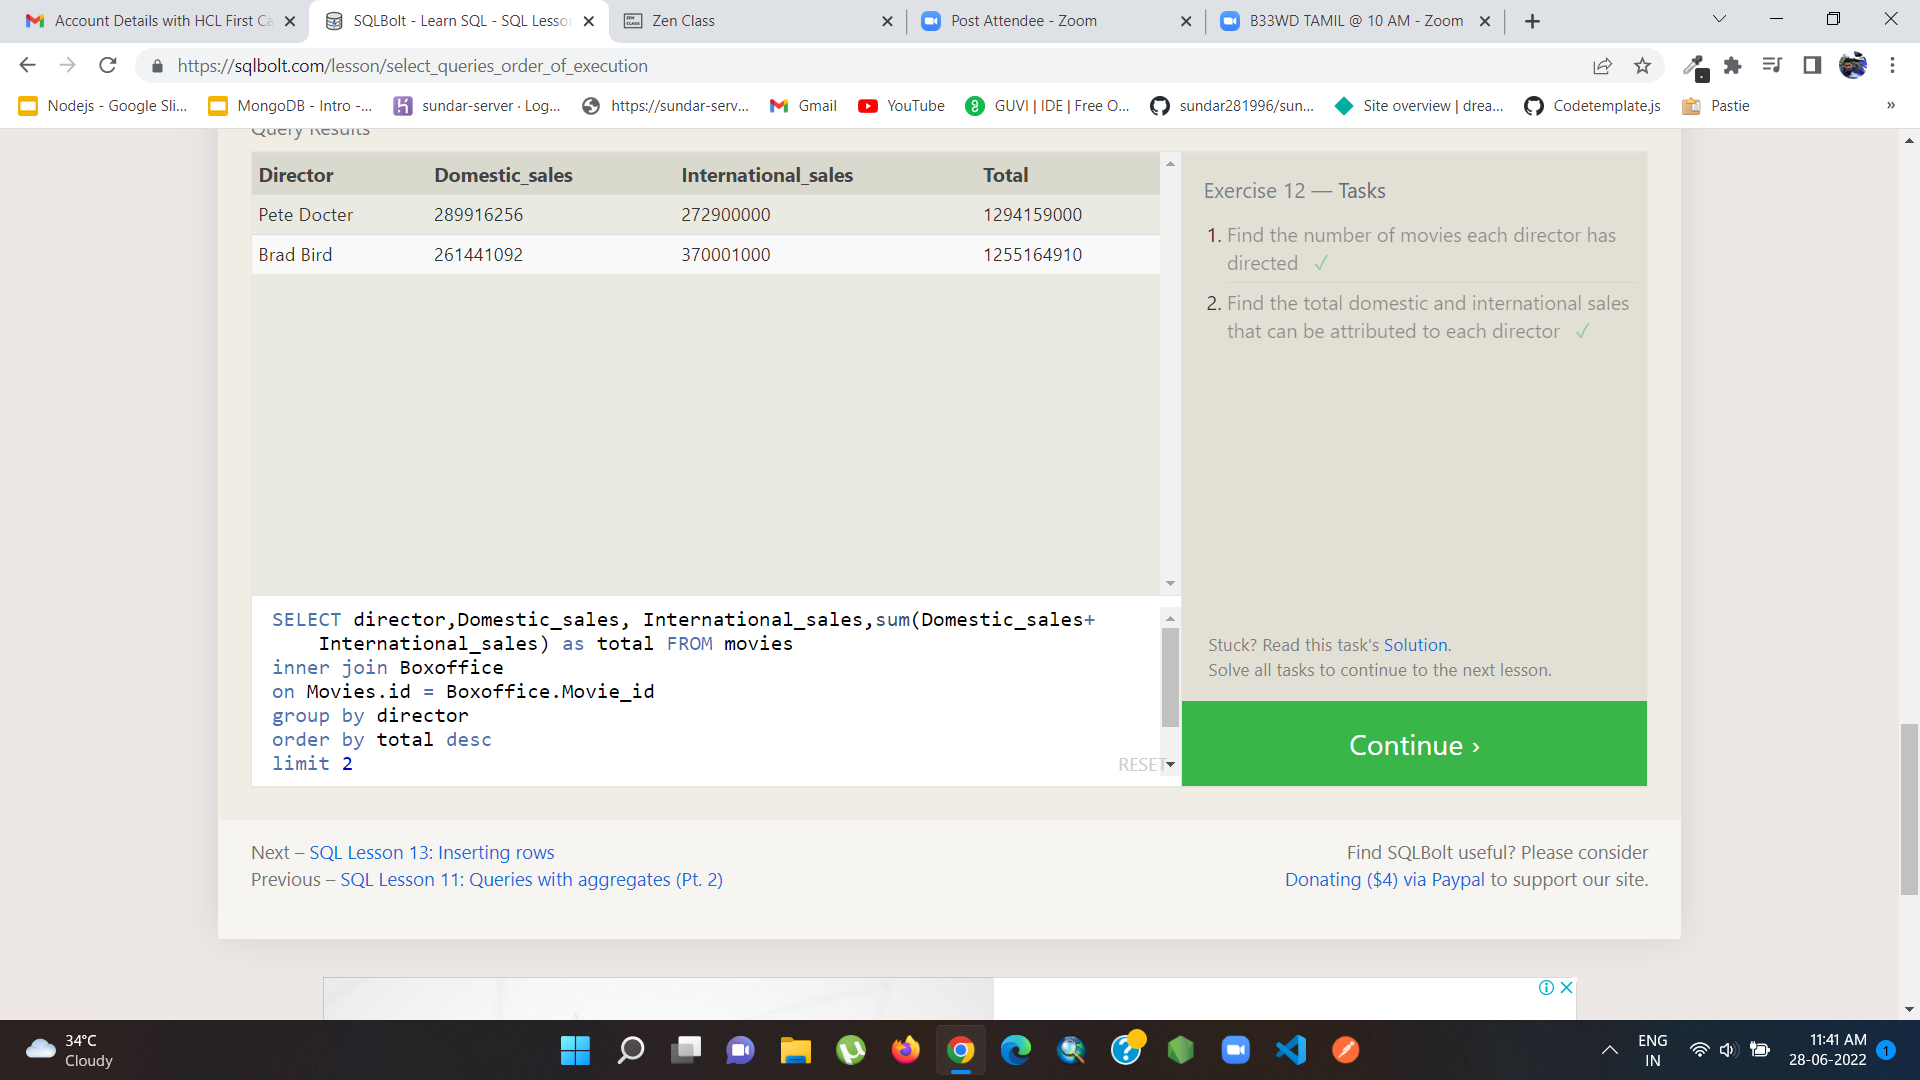 Account Details with HCL First Ca
SQLBolt - Learn SQL - SQL Lesson
Zen Class
Post Attendee - Zoom
B33WD TAMIL @ 10 AM - Zoom
https://sqlbolt.com/lesson/select_queries_order_of_execution
Nodejs - Google Sli...
MongoDB - Intro -...
sundar-server · Log...
https://sundar-serv...
Gmail
YouTube
GUVI | IDE | Free O...
sundar281996/sun...
Site overview | drea...
Codetemplate.js
Pastie
»
Query Results
Director Domestic_sales International_sales Total
Pete Docter 289916256 272900000 1294159000
Brad Bird 261441092 370001000 1255164910
Exercise 12 — Tasks
1. Find the number of movies each director has
directed ✓
2. Find the total domestic and international sales
that can be attributed to each director ✓
Stuck? Read this task's Solution.
Solve all tasks to continue to the next lesson.
Continue ›
SELECT director,Domestic_sales, International_sales,sum(Domestic_sales+
International_sales) as total FROM movies
inner join Boxoffice
on Movies.id = Boxoffice.Movie_id
group by director
order by total desc
limit 2
RESET
Next – SQL Lesson 13: Inserting rows
Previous – SQL Lesson 11: Queries with aggregates (Pt. 2)
Find SQLBolt useful? Please consider
Donating ($4) via Paypal to support our site.
34°C
Cloudy
ENG
IN
11:41 AM
28-06-2022
1